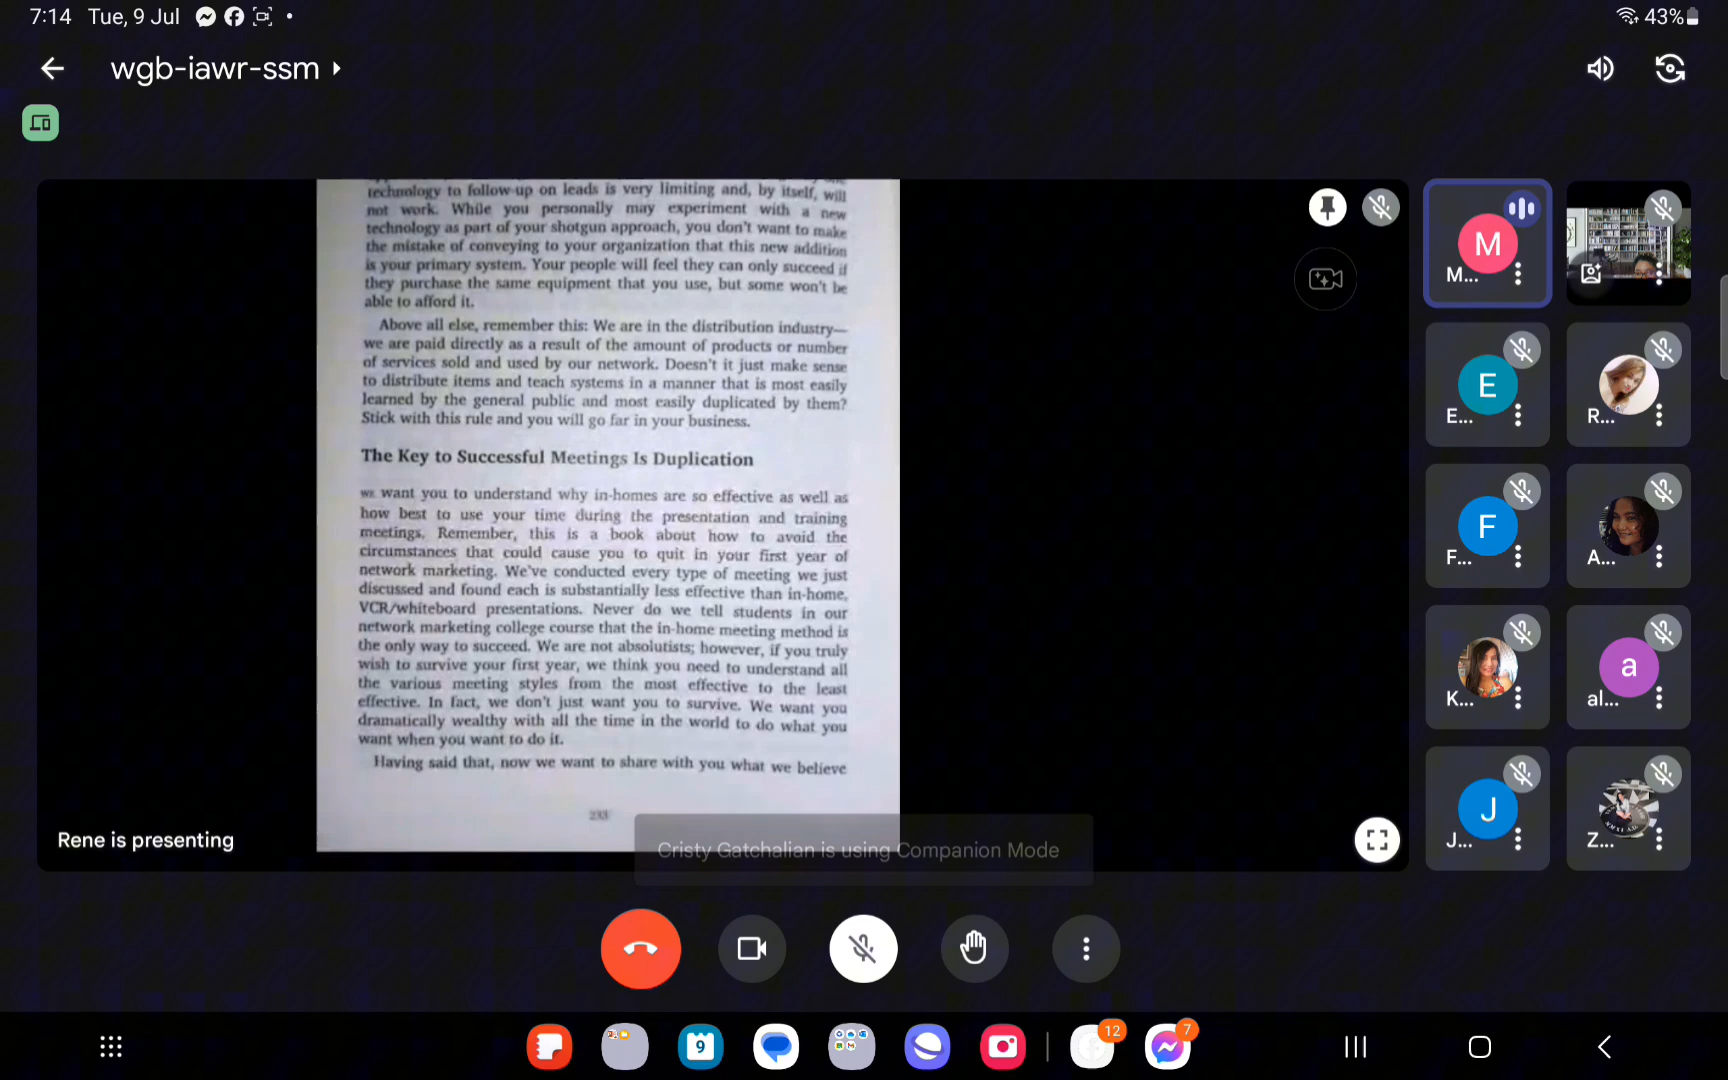 7:14 Tue, 9 Jul
43%
wgb-iawr-ssm
technology to follow-up on leads is very limiting and, by itself, will
not work. While you personally may experiment with a new
technology as part of your shotgun approach, you don't want to make
the mistake of conveying to your organization that this new addition
is your primary system. Your people will feel they can only succeed if
they purchase the same equipment that you use, but some won't be
able to afford it.
Above all else, remember this: We are in the distribution industry—
we are paid directly as a result of the amount of products or number
of services sold and used by our network. Doesn't it just make sense
to distribute items and teach systems in a manner that is most easily
learned by the general public and most easily duplicated by them?
Stick with this rule and you will go far in your business.
The Key to Successful Meetings Is Duplication
WE want you to understand why in-homes are so effective as well as
how best to use your time during the presentation and training
meetings. Remember, this is a book about how to avoid the
circumstances that could cause you to quit in your first year of
network marketing. We've conducted every type of meeting we just
discussed and found each is substantially less effective than in-home,
VCR/whiteboard presentations. Never do we tell students in our
network marketing college course that the in-home meeting method is
the only way to succeed. We are not absolutists; however, if you truly
wish to survive your first year, we think you need to understand all
the various meeting styles from the most effective to the least
effective. In fact, we don't just want you to survive. We want you
dramatically wealthy with all the time in the world to do what you
want when you want to do it.
Having said that, now we want to share with you what we believe
233
Rene is presenting
Cristy Gatchalian is using Companion Mode
M
M...
E
E...
R...
F
F...
A...
K...
a
al...
J
J...
Z...
9
12
7